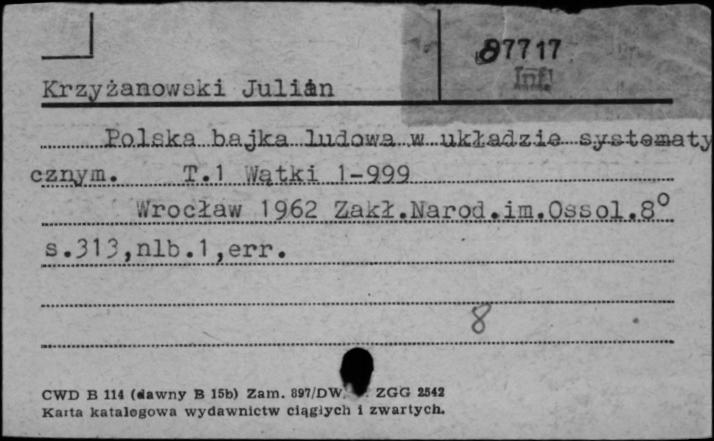 87717
Inf.
Krzyżanowski Julian
Polska bajka ludowa w układzie systematy
cznym. T.1 Wątki 1-999
Wrocław 1962 Zakł.Narod.im.Ossol.8°
s.313,nlb.1,err.
8
CWD B 114 (dawny B 15b) Zam. 897/DW. ZGG 2542
Karta katalogowa wydawnictw ciągłych i zwartych.